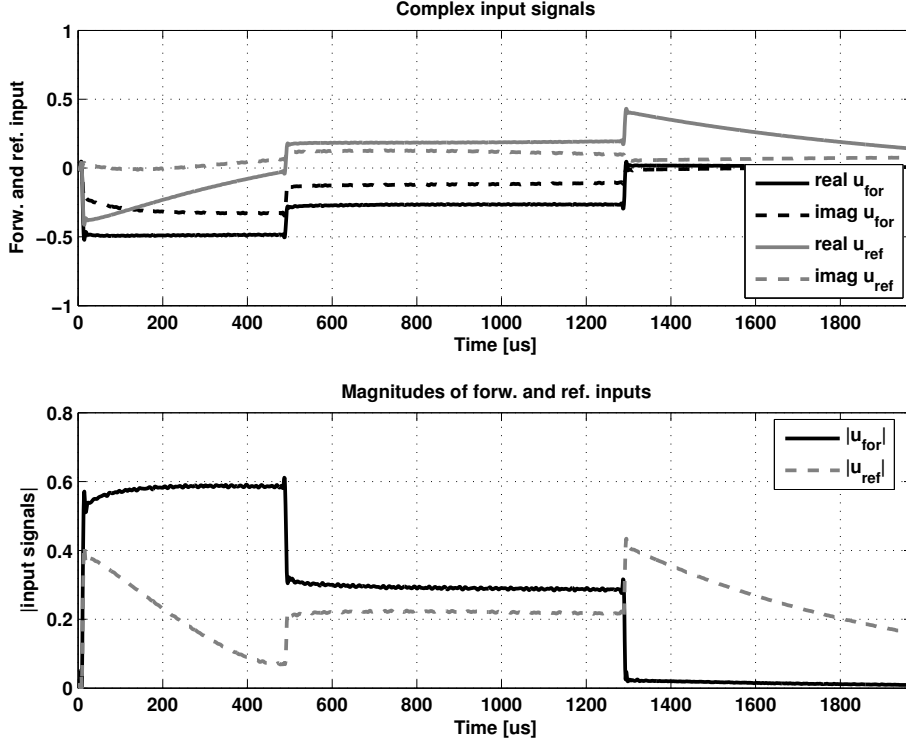 Complex input signals
Forw. and ref. input
1
0.5
0
−0.5
−1
0 200 400 600 800 1000 1200 1400 1600 1800
Time [us]
real u_for
imag u_for
real u_ref
imag u_ref
Magnitudes of forw. and ref. inputs
|input signals|
0.8
0.6
0.4
0.2
0
0 200 400 600 800 1000 1200 1400 1600 1800
Time [us]
|u_for|
|u_ref|